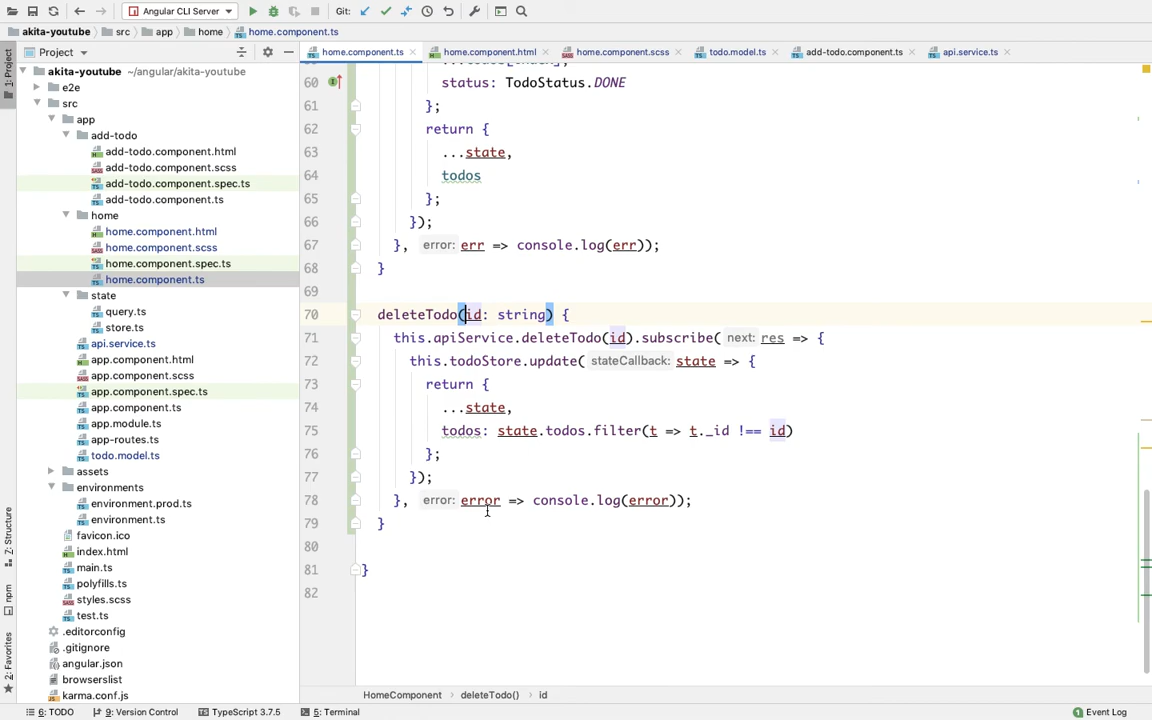 Angular CLI Server
Git:
akita-youtube
src
app
home
home.component.ts
Project
home.component.ts
home.component.html
home.component.scss
todo.model.ts
add-todo.component.ts
api.service.ts
1: Project
akita-youtube ~/angular/akita-youtube
e2e
src
app
add-todo
add-todo.component.html
add-todo.component.scss
add-todo.component.spec.ts
add-todo.component.ts
home
home.component.html
home.component.scss
home.component.spec.ts
home.component.ts
state
query.ts
store.ts
api.service.ts
app.component.html
app.component.scss
app.component.spec.ts
app.component.ts
app.module.ts
app-routes.ts
todo.model.ts
assets
environments
environment.prod.ts
environment.ts
favicon.ico
index.html
main.ts
polyfills.ts
styles.scss
test.ts
.editorconfig
.gitignore
angular.json
browserslist
karma.conf.js
7: Structure
npm
2: Favorites
60 status: TodoStatus.DONE
61 };
62 return {
63 ...state,
64 todos
65 };
66 });
67 }, error: err => console.log(err));
68 }
69
70 deleteTodo(id: string) {
71 this.apiService.deleteTodo(id).subscribe( next: res => {
72 this.todoStore.update( stateCallback: state => {
73 return {
74 ...state,
75 todos: state.todos.filter(t => t._id !== id)
76 };
77 });
78 }, error: error => console.log(error));
79 }
80
81 }
82
HomeComponent
deleteTodo()
id
6: TODO
9: Version Control
TypeScript 3.7.5
5: Terminal
1 Event Log